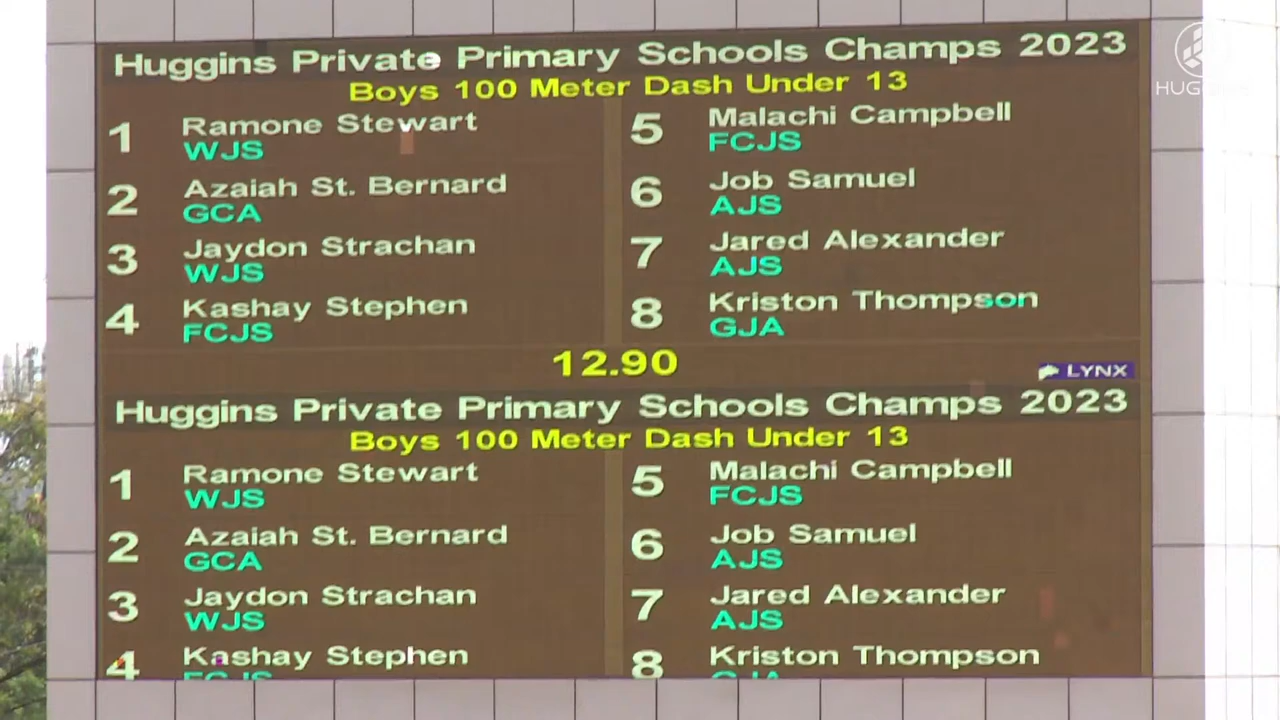 Huggins Private Primary Schools Champs 2023
Boys 100 Meter Dash Under 13
1 Ramone Stewart
WJS
2 Azaiah St. Bernard
GCA
3 Jaydon Strachan
WJS
4 Kashay Stephen
FCJS
5 Malachi Campbell
FCJS
6 Job Samuel
AJS
7 Jared Alexander
AJS
8 Kriston Thompson
GJA
12.90
LYNX
Huggins Private Primary Schools Champs 2023
Boys 100 Meter Dash Under 13
1 Ramone Stewart
WJS
2 Azaiah St. Bernard
GCA
3 Jaydon Strachan
WJS
4 Kashay Stephen
FCJS
5 Malachi Campbell
FCJS
6 Job Samuel
AJS
7 Jared Alexander
AJS
8 Kriston Thompson
GJA